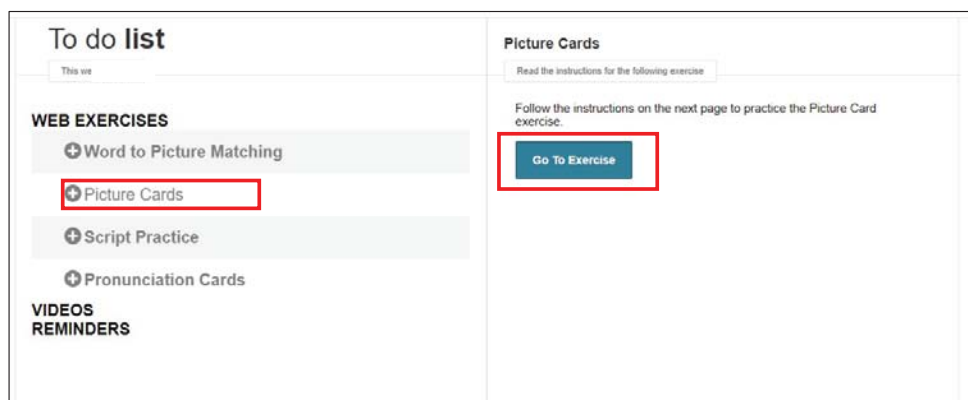 To do list
This we
WEB EXERCISES
Word to Picture Matching
Picture Cards
Script Practice
Pronunciation Cards
VIDEOS
REMINDERS
Picture Cards
Read the instructions for the following exercise
Follow the instructions on the next page to practice the Picture Card
exercise.
Go To Exercise